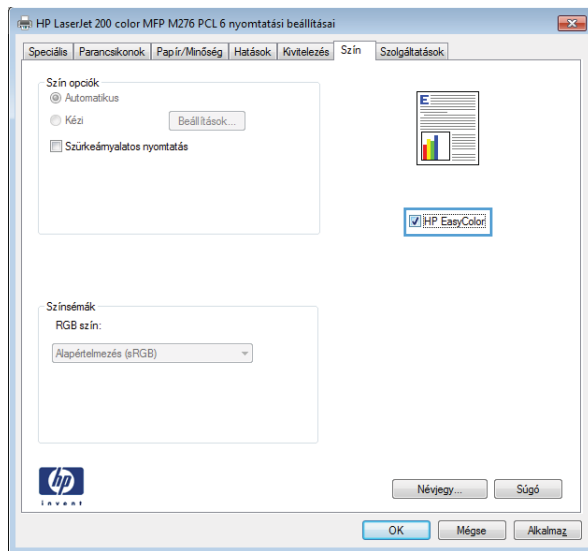 HP LaserJet 200 color MFP M276 PCL 6 nyomtatási beállításai
Speciális Parancsikonok Papír/Minőség Hatások Kivitelezés Szín Szolgáltatások
Szín opciók
Automatikus
Kézi Beállítások...
Szürkeárnyalatos nyomtatás
E
HP EasyColor
Színsémák
RGB szín:
Alapértelmezés (sRGB)
hp
invent
Névjegy... Súgó
OK Mégse Alkalmaz